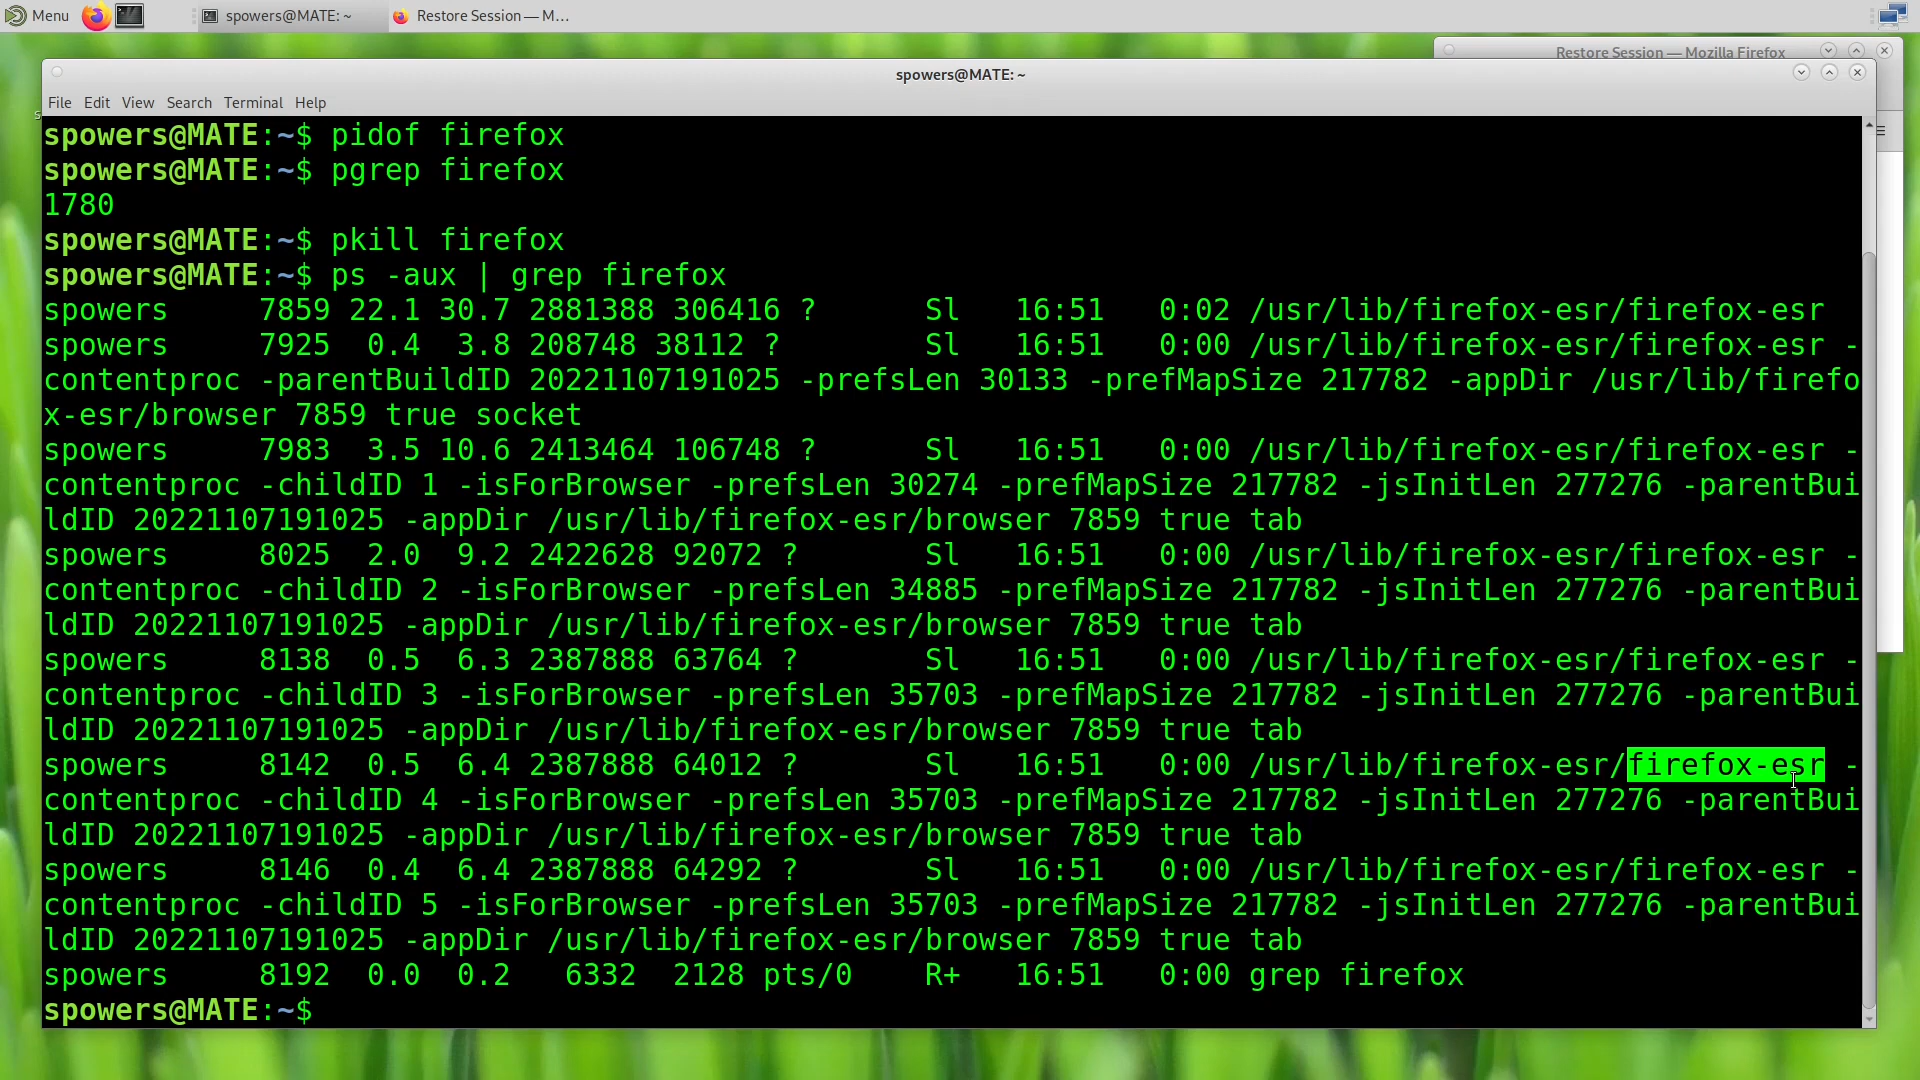 Menu
spowers@MATE: ~
Restore Session — M...
Restore Session — Mozilla Firefox
spowers@MATE: ~
File Edit View Search Terminal Help
spowers@MATE:~$ pidof firefox
spowers@MATE:~$ pgrep firefox
1780
spowers@MATE:~$ pkill firefox
spowers@MATE:~$ ps -aux | grep firefox
spowers 7859 22.1 30.7 2881388 306416 ? Sl 16:51 0:02 /usr/lib/firefox-esr/firefox-esr
spowers 7925 0.4 3.8 208748 38112 ? Sl 16:51 0:00 /usr/lib/firefox-esr/firefox-esr -
contentproc -parentBuildID 20221107191025 -prefsLen 30133 -prefMapSize 217782 -appDir /usr/lib/firefo
x-esr/browser 7859 true socket
spowers 7983 3.5 10.6 2413464 106748 ? Sl 16:51 0:00 /usr/lib/firefox-esr/firefox-esr -
contentproc -childID 1 -isForBrowser -prefsLen 30274 -prefMapSize 217782 -jsInitLen 277276 -parentBui
ldID 20221107191025 -appDir /usr/lib/firefox-esr/browser 7859 true tab
spowers 8025 2.0 9.2 2422628 92072 ? Sl 16:51 0:00 /usr/lib/firefox-esr/firefox-esr -
contentproc -childID 2 -isForBrowser -prefsLen 34885 -prefMapSize 217782 -jsInitLen 277276 -parentBui
ldID 20221107191025 -appDir /usr/lib/firefox-esr/browser 7859 true tab
spowers 8138 0.5 6.3 2387888 63764 ? Sl 16:51 0:00 /usr/lib/firefox-esr/firefox-esr -
contentproc -childID 3 -isForBrowser -prefsLen 35703 -prefMapSize 217782 -jsInitLen 277276 -parentBui
ldID 20221107191025 -appDir /usr/lib/firefox-esr/browser 7859 true tab
spowers 8142 0.5 6.4 2387888 64012 ? Sl 16:51 0:00 /usr/lib/firefox-esr/firefox-esr -
contentproc -childID 4 -isForBrowser -prefsLen 35703 -prefMapSize 217782 -jsInitLen 277276 -parentBui
ldID 20221107191025 -appDir /usr/lib/firefox-esr/browser 7859 true tab
spowers 8146 0.4 6.4 2387888 64292 ? Sl 16:51 0:00 /usr/lib/firefox-esr/firefox-esr -
contentproc -childID 5 -isForBrowser -prefsLen 35703 -prefMapSize 217782 -jsInitLen 277276 -parentBui
ldID 20221107191025 -appDir /usr/lib/firefox-esr/browser 7859 true tab
spowers 8192 0.0 0.2 6332 2128 pts/0 R+ 16:51 0:00 grep firefox
spowers@MATE:~$